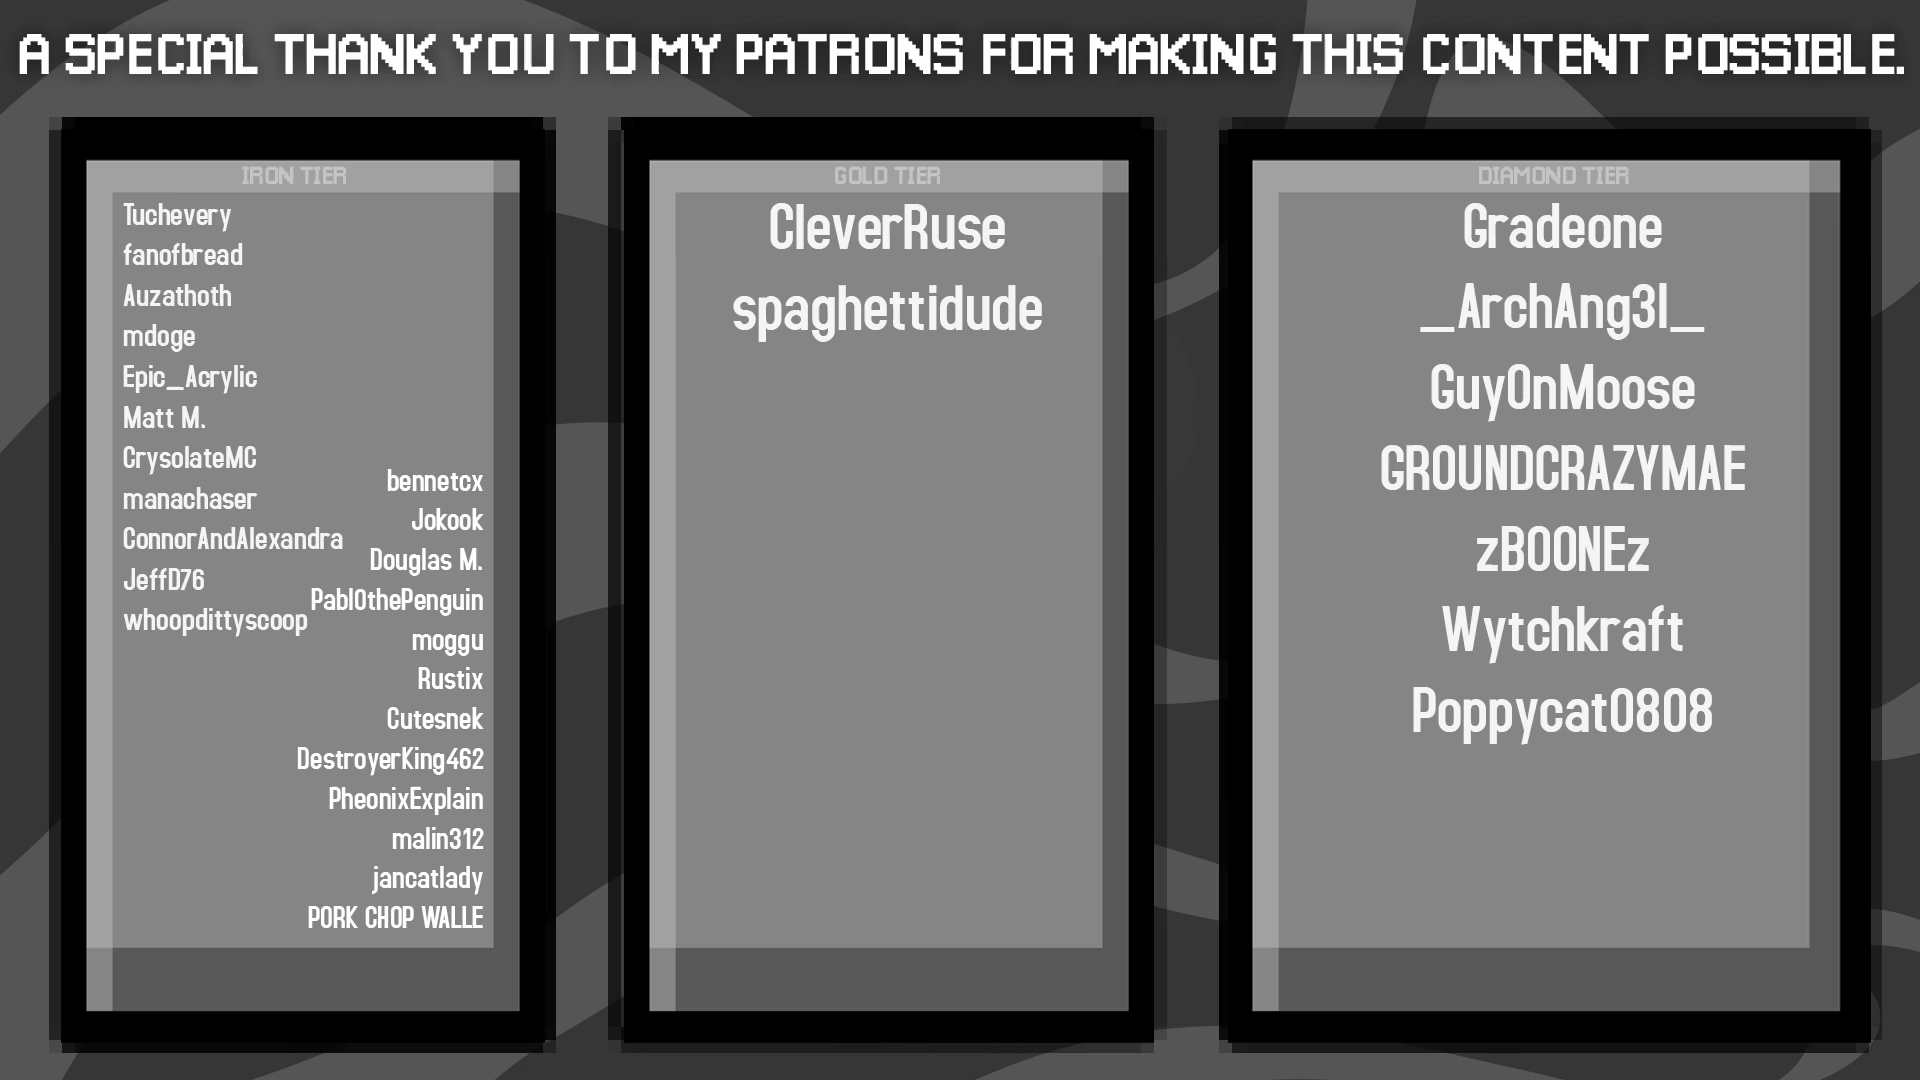 A SPECIAL THANK YOU TO MY PATRONS FOR MAKING THIS CONTENT POSSIBLE.
IRON TIER
Tuchevery
fanofbread
Auzathoth
mdoge
Epic_Acrylic
Matt M.
CrysolateMC
manachaser
ConnorAndAlexandra
JeffD76
whoopdittyscoop
bennetcx
Jokook
Douglas M.
Pabl0thePenguin
moggu
Rustix
Cutesnek
DestroyerKing462
PheonixExplain
malin312
jancatlady
PORK CHOP WALLE
GOLD TIER
CleverRuse
spaghettidude
DIAMOND TIER
Gradeone
_ArchAng3l_
GuyOnMoose
GROUNDCRAZYMAE
zBOONEz
Wytchkraft
Poppycat0808